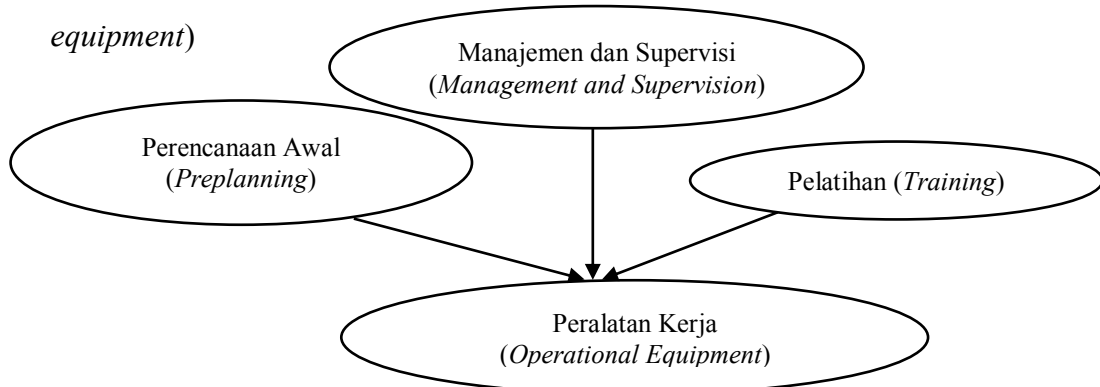 equipment)
Manajemen dan Supervisi
(Management and Supervision)
Perencanaan Awal
(Preplanning)
Pelatihan (Training)
Peralatan Kerja
(Operational Equipment)